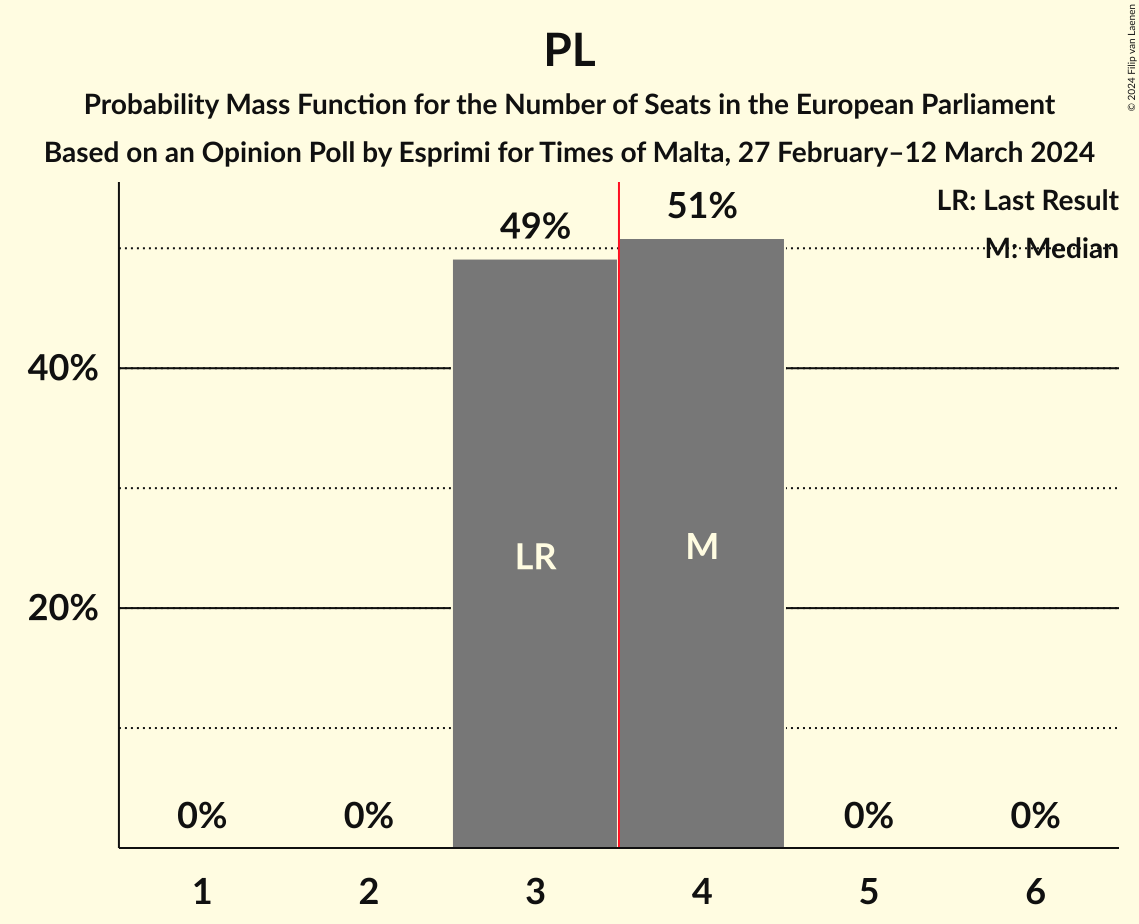 PL
Probability Mass Function for the Number of Seats in the European Parliament
Based on an Opinion Poll by Esprimi for Times of Malta, 27 February–12 March 2024
© 2024 Filip van Laenen
LR: Last Result
M: Median
49%
51%
40%
20%
LR
M
0%
0%
0%
0%
1
2
3
4
5
6